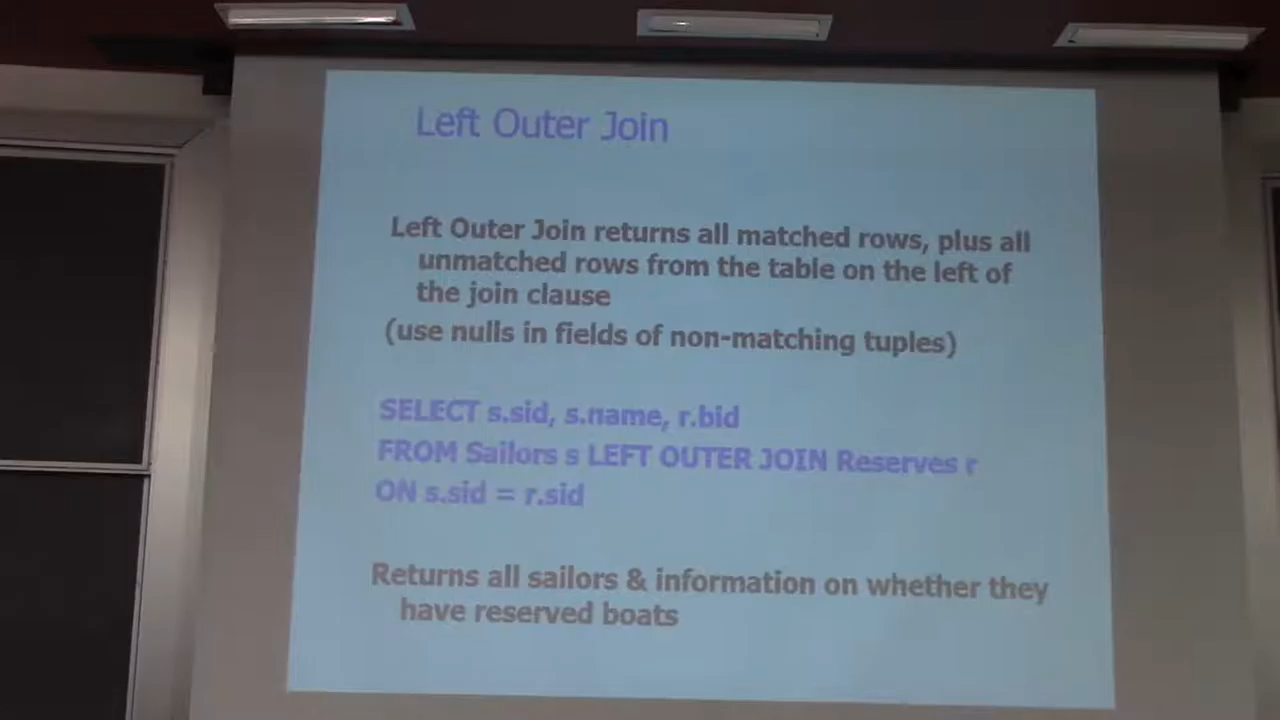 Left Outer Join
Left Outer Join returns all matched rows, plus all
unmatched rows from the table on the left of
the join clause
(use nulls in fields of non-matching tuples)
SELECT s.sid, s.name, r.bid
FROM Sailors s LEFT OUTER JOIN Reserves r
ON s.sid = r.sid
Returns all sailors & information on whether they
have reserved boats